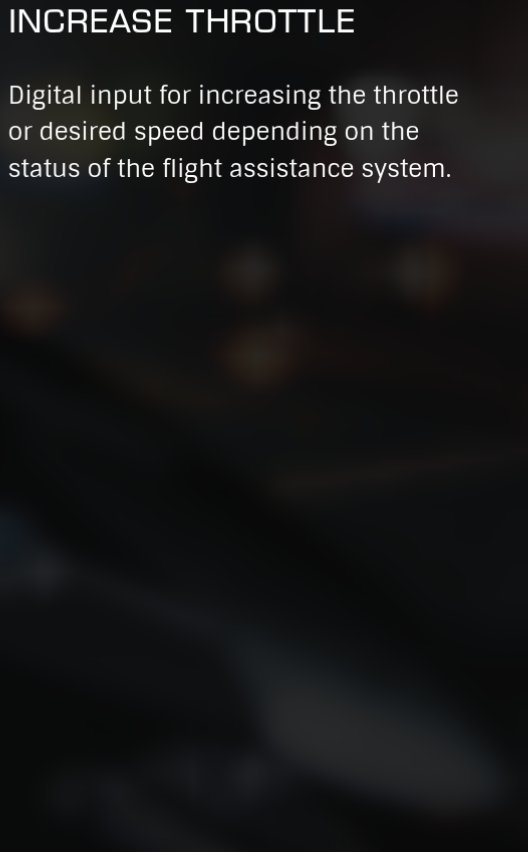 INCREASE THROTTLE
Digital input for increasing the throttle
or desired speed depending on the
status of the flight assistance system.